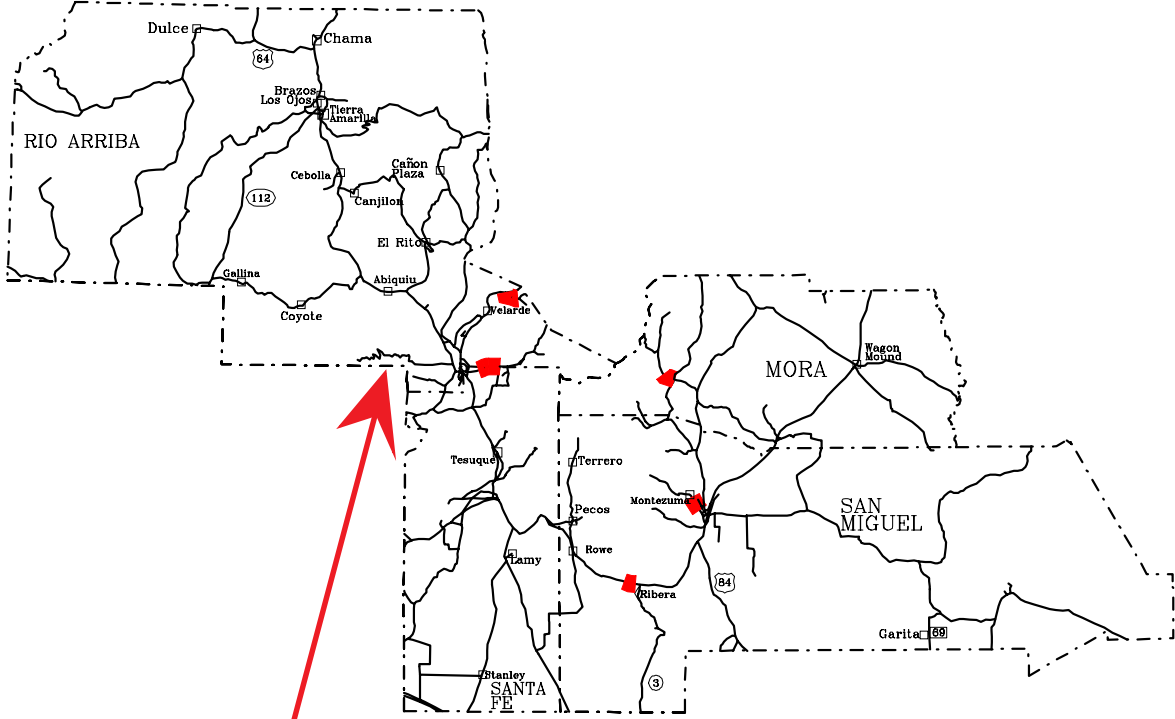 Dulce
Chama
64
Brazos
Los Ojos
Tierra
Amarilla
RIO ARRIBA
Cañon
Plaza
Cebolla
112
Canjilon
El Rito
Gallina
Abiquiu
Coyote
Velarde
Wagon
Mound
MORA
Tesuque
Terrero
Montezuma
Pecos
SAN
MIGUEL
Rowe
Lamy
84
Ribera
Garita
69
Stanley
SANTA
FE
3